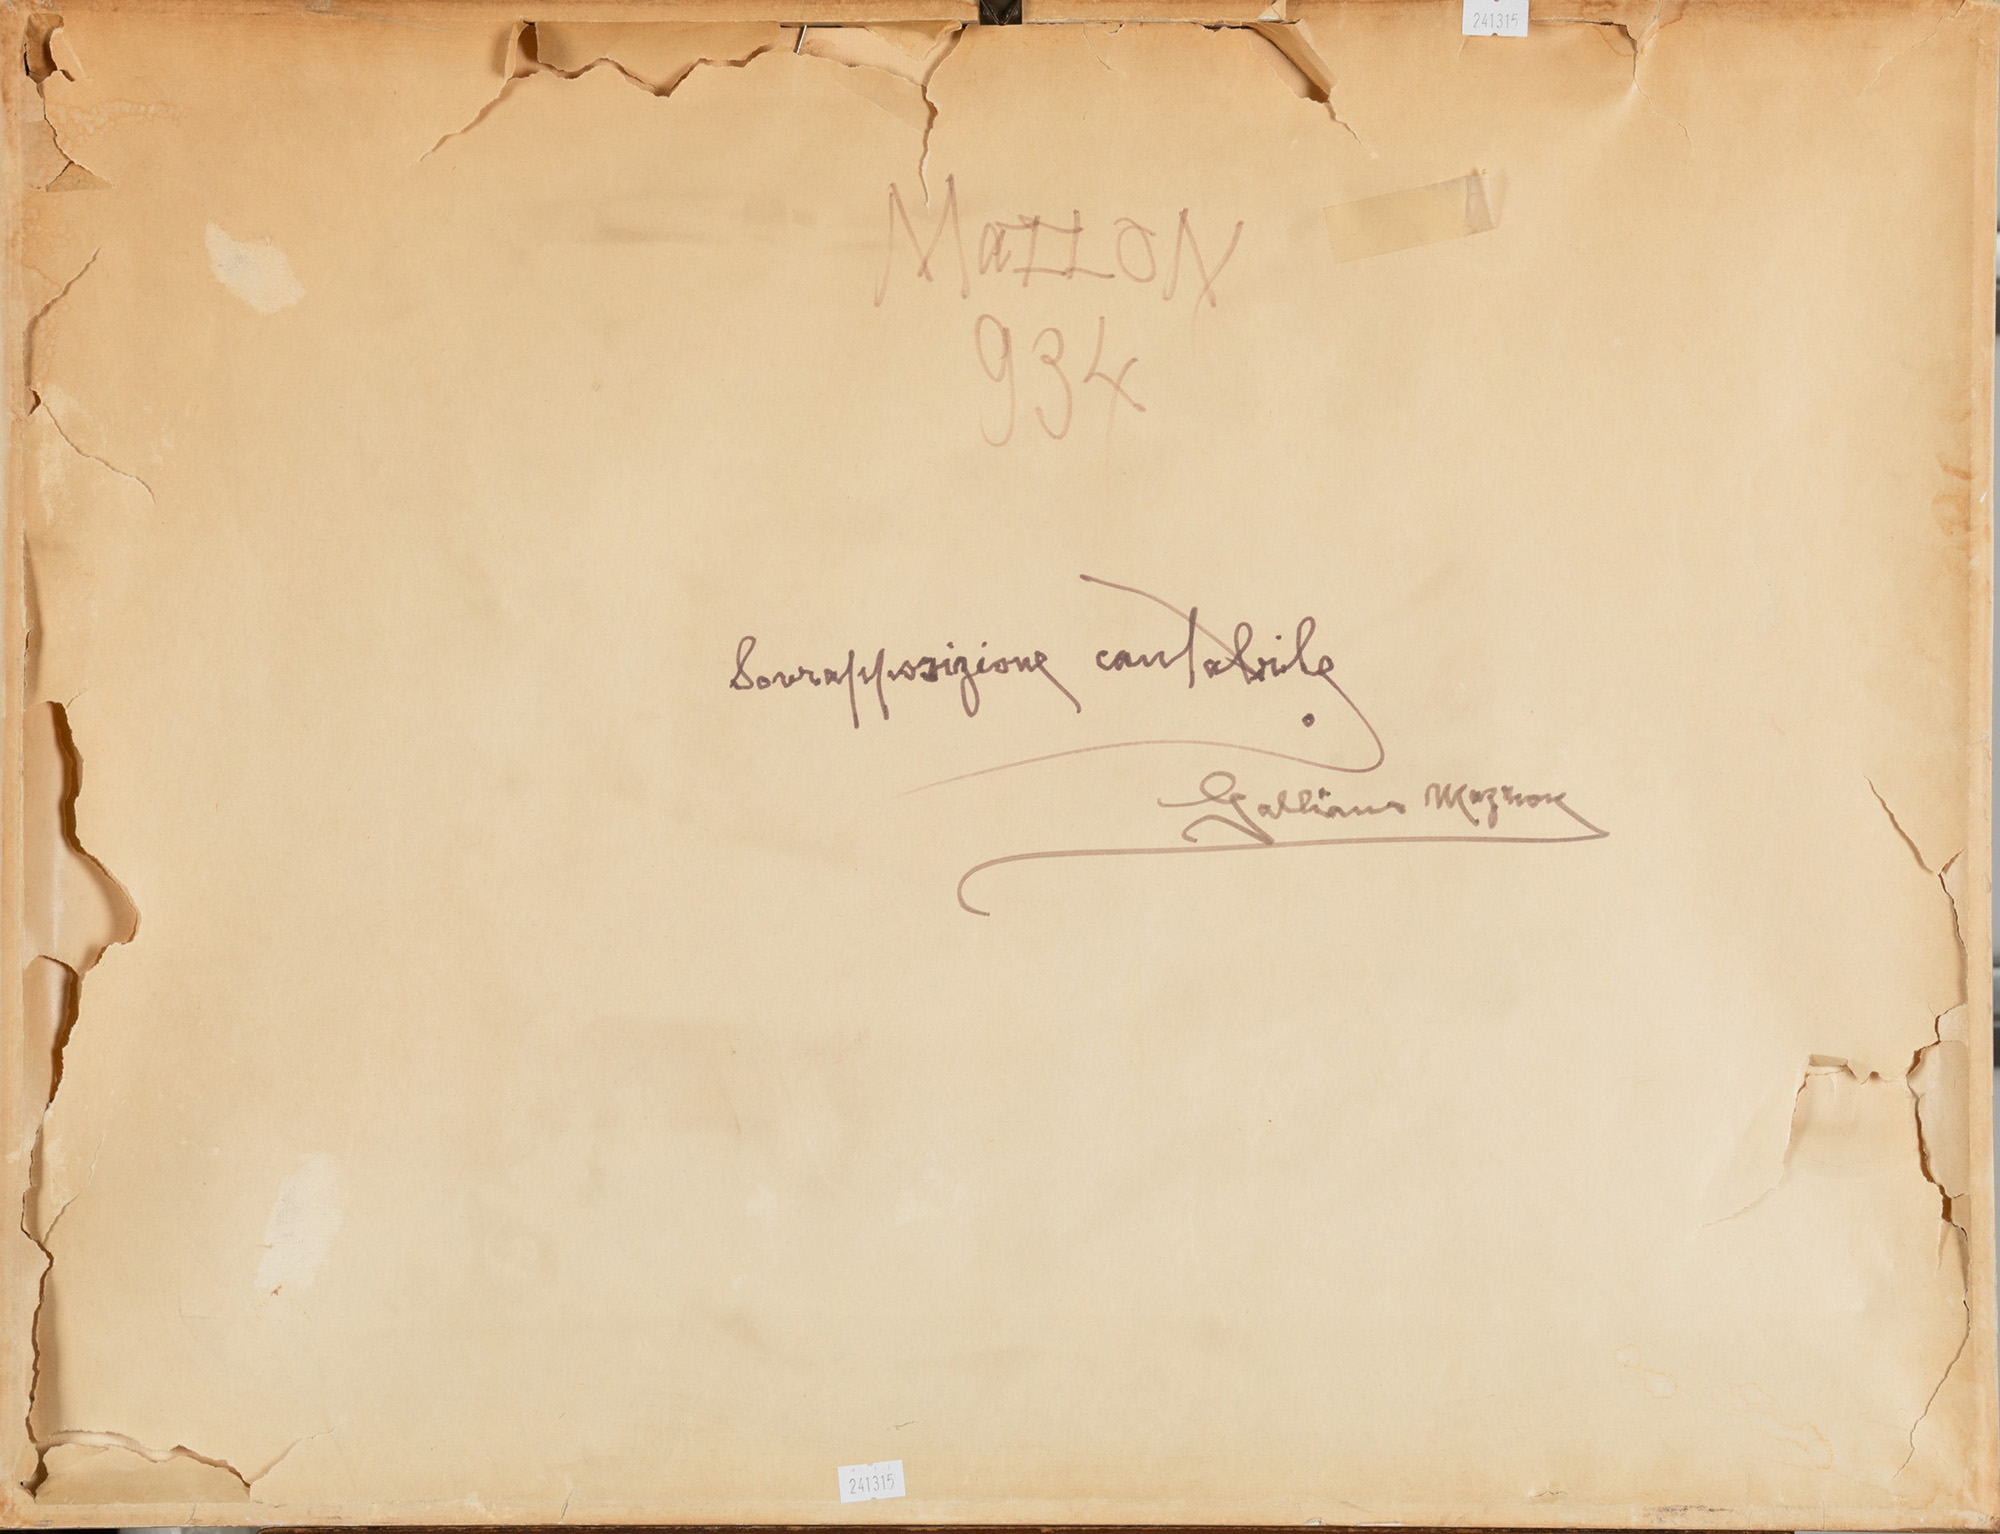 241315
MaZZON
934
Sovrapposizione cantabile.
Galliano Mazzon
241315